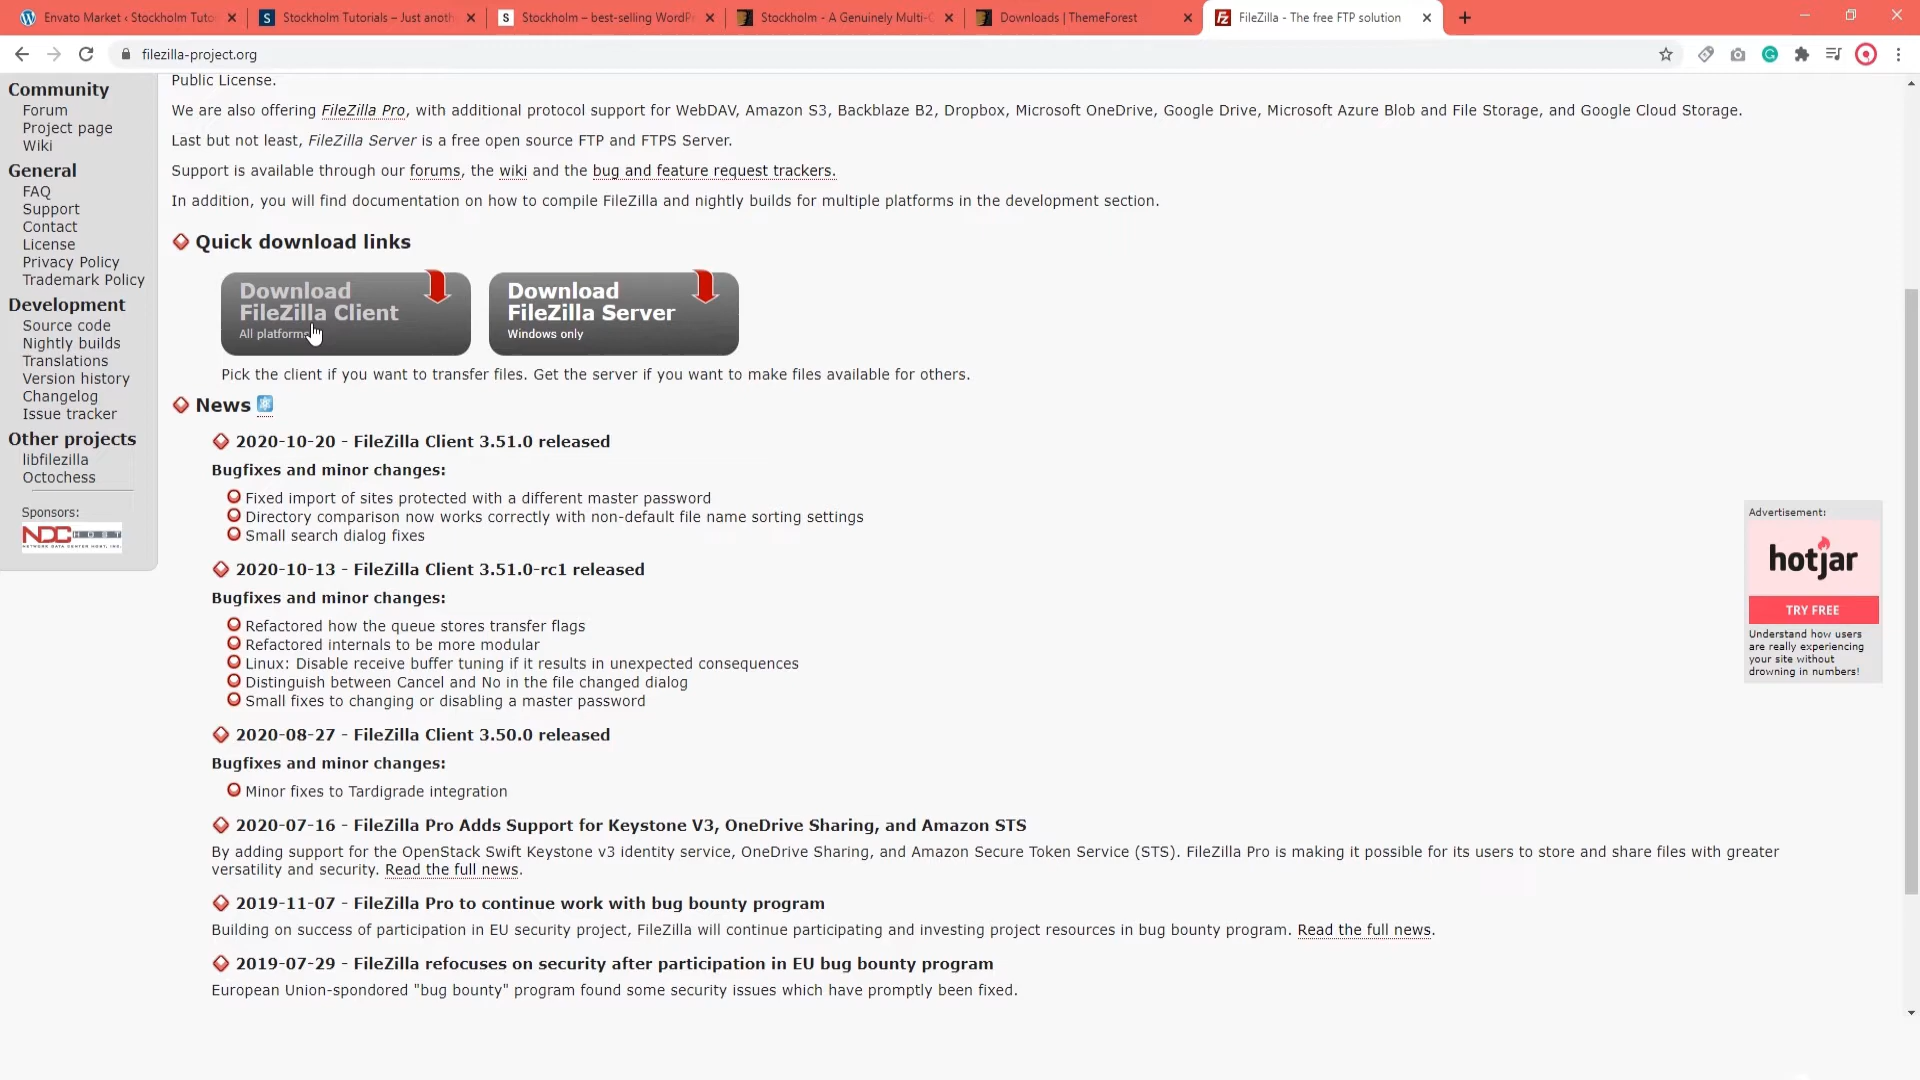 Envato Market ‹ Stockholm Tuto
Stockholm Tutorials – Just anoth
Stockholm – best-selling WordPr
Stockholm - A Genuinely Multi-C
Downloads | ThemeForest
FileZilla - The free FTP solution
filezilla-project.org
Community
Forum
Project page
Wiki
General
FAQ
Support
Contact
License
Privacy Policy
Trademark Policy
Development
Source code
Nightly builds
Translations
Version history
Changelog
Issue tracker
Other projects
libfilezilla
Octochess
Sponsors:
NDC HOST
NETWORK DATA CENTER HOST, INC.
Public License.
We are also offering FileZilla Pro, with additional protocol support for WebDAV, Amazon S3, Backblaze B2, Dropbox, Microsoft OneDrive, Google Drive, Microsoft Azure Blob and File Storage, and Google Cloud Storage.
Last but not least, FileZilla Server is a free open source FTP and FTPS Server.
Support is available through our forums, the wiki and the bug and feature request trackers.
In addition, you will find documentation on how to compile FileZilla and nightly builds for multiple platforms in the development section.
Quick download links
Download
FileZilla Client
All platforms
Download
FileZilla Server
Windows only
Pick the client if you want to transfer files. Get the server if you want to make files available for others.
News
2020-10-20 - FileZilla Client 3.51.0 released
Bugfixes and minor changes:
Fixed import of sites protected with a different master password
Directory comparison now works correctly with non-default file name sorting settings
Small search dialog fixes
2020-10-13 - FileZilla Client 3.51.0-rc1 released
Bugfixes and minor changes:
Refactored how the queue stores transfer flags
Refactored internals to be more modular
Linux: Disable receive buffer tuning if it results in unexpected consequences
Distinguish between Cancel and No in the file changed dialog
Small fixes to changing or disabling a master password
2020-08-27 - FileZilla Client 3.50.0 released
Bugfixes and minor changes:
Minor fixes to Tardigrade integration
2020-07-16 - FileZilla Pro Adds Support for Keystone V3, OneDrive Sharing, and Amazon STS
By adding support for the OpenStack Swift Keystone v3 identity service, OneDrive Sharing, and Amazon Secure Token Service (STS). FileZilla Pro is making it possible for its users to store and share files with greater
versatility and security. Read the full news.
2019-11-07 - FileZilla Pro to continue work with bug bounty program
Building on success of participation in EU security project, FileZilla will continue participating and investing project resources in bug bounty program. Read the full news.
2019-07-29 - FileZilla refocuses on security after participation in EU bug bounty program
European Union-spondored "bug bounty" program found some security issues which have promptly been fixed.
Advertisement:
hotjar
TRY FREE
Understand how users
are really experiencing
your site without
drowning in numbers!